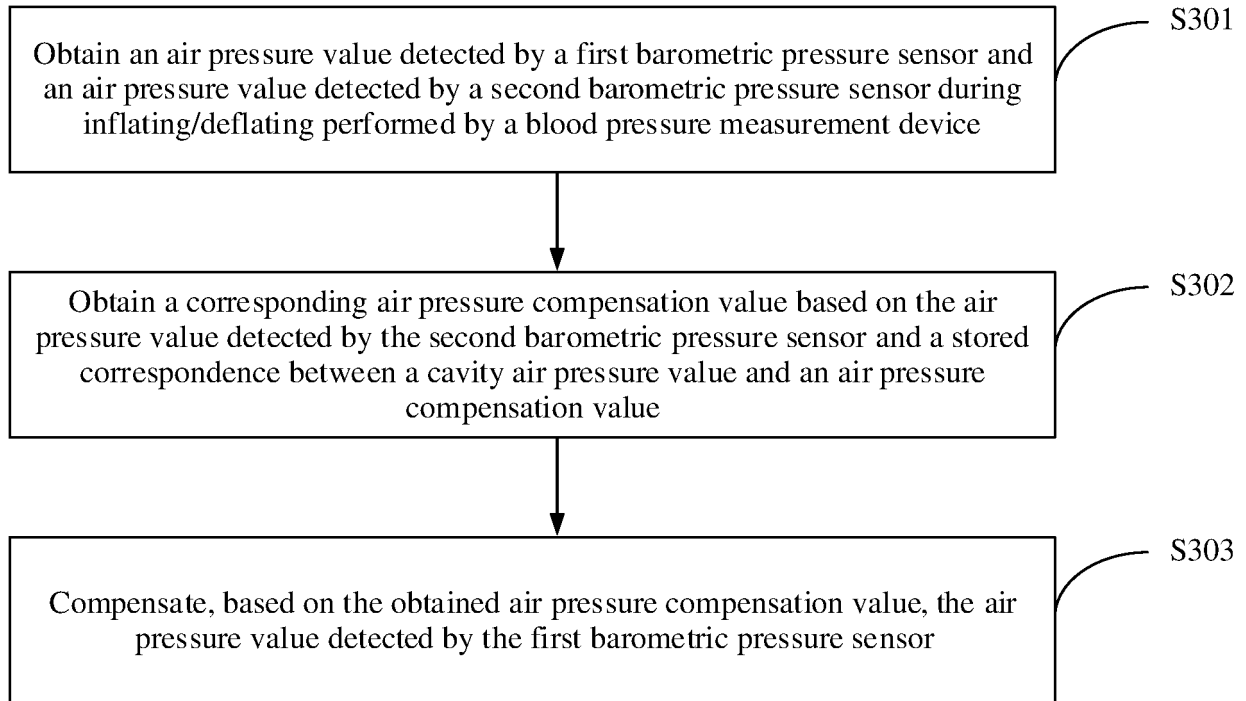 S301
Obtain an air pressure value detected by a first barometric pressure sensor and
an air pressure value detected by a second barometric pressure sensor during
inflating/deflating performed by a blood pressure measurement device
S302
Obtain a corresponding air pressure compensation value based on the air
pressure value detected by the second barometric pressure sensor and a stored
correspondence between a cavity air pressure value and an air pressure
compensation value
S303
Compensate, based on the obtained air pressure compensation value, the air
pressure value detected by the first barometric pressure sensor